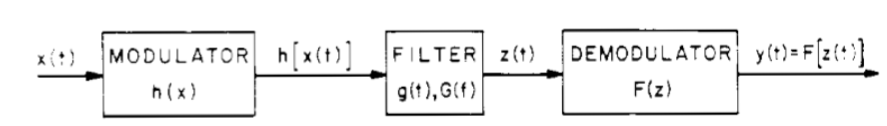 x(t)
MODULATOR
h(x)
h[x(t)]
FILTER
g(t),G(f)
z(t)
DEMODULATOR
F(z)
y(t)=F[z(t)]